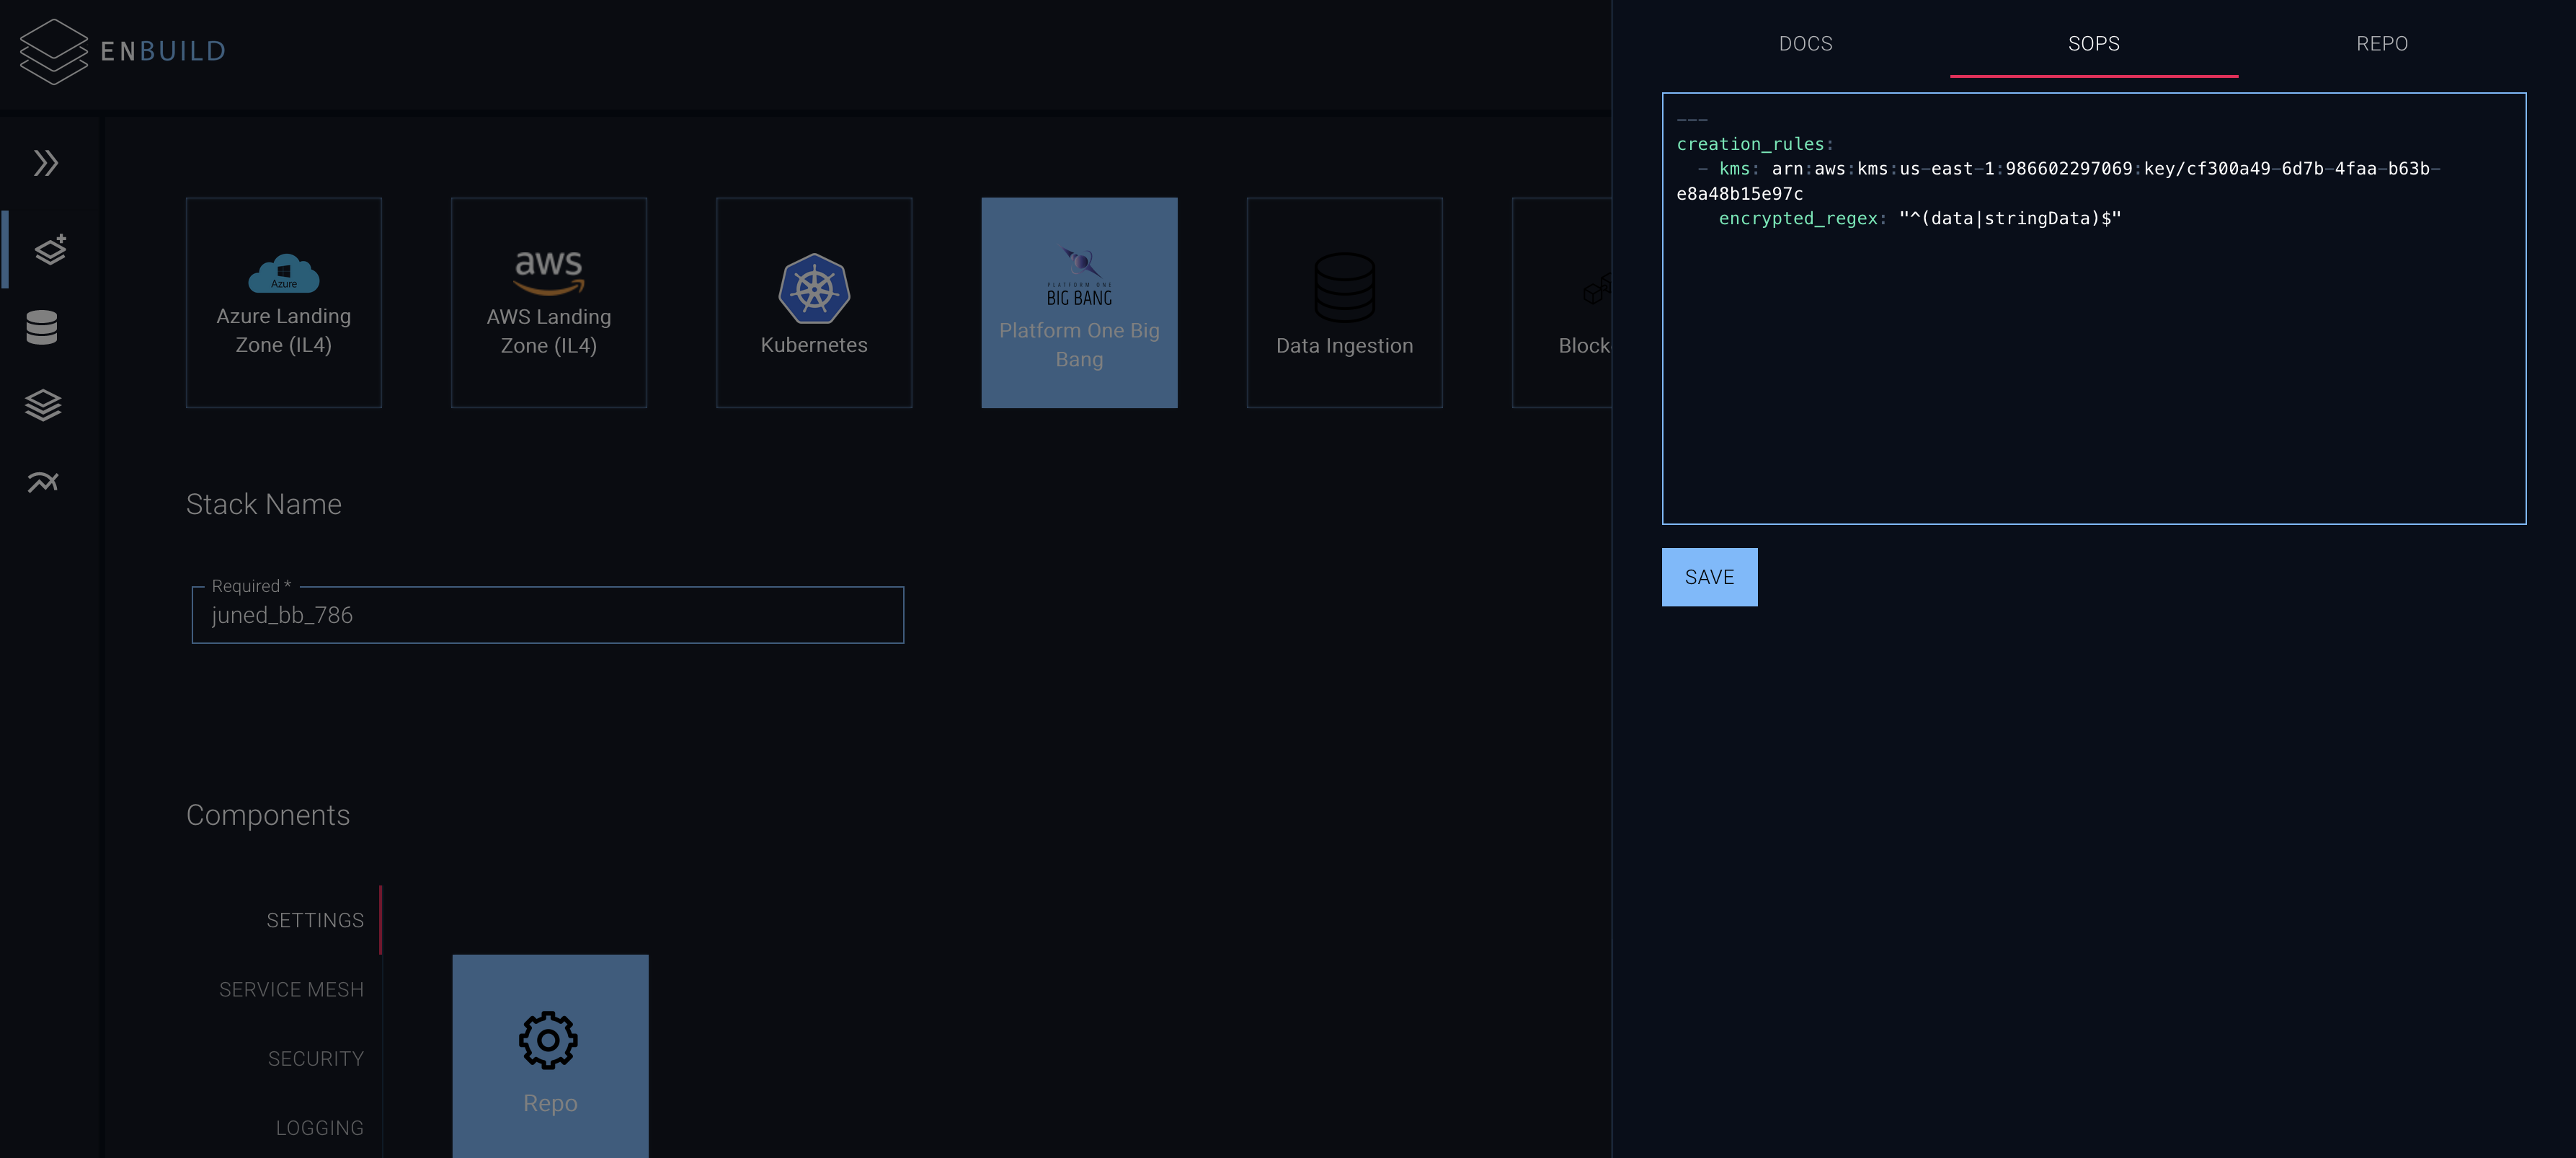 ENBUILD
DOCS
SOPS
REPO
---
creation_rules:
  - kms: arn:aws:kms:us-east-1:986602297069:key/cf300a49-6d7b-4faa-b63b-
e8a48b15e97c
    encrypted_regex: "^(data|stringData)$"
SAVE
Azure
Azure Landing
Zone (IL4)
aws
AWS Landing
Zone (IL4)
Kubernetes
PLATFORM ONE
BIG BANG
Platform One Big
Bang
Data Ingestion
Stack Name
Required *
juned_bb_786
Components
SETTINGS
SERVICE MESH
SECURITY
LOGGING
Repo